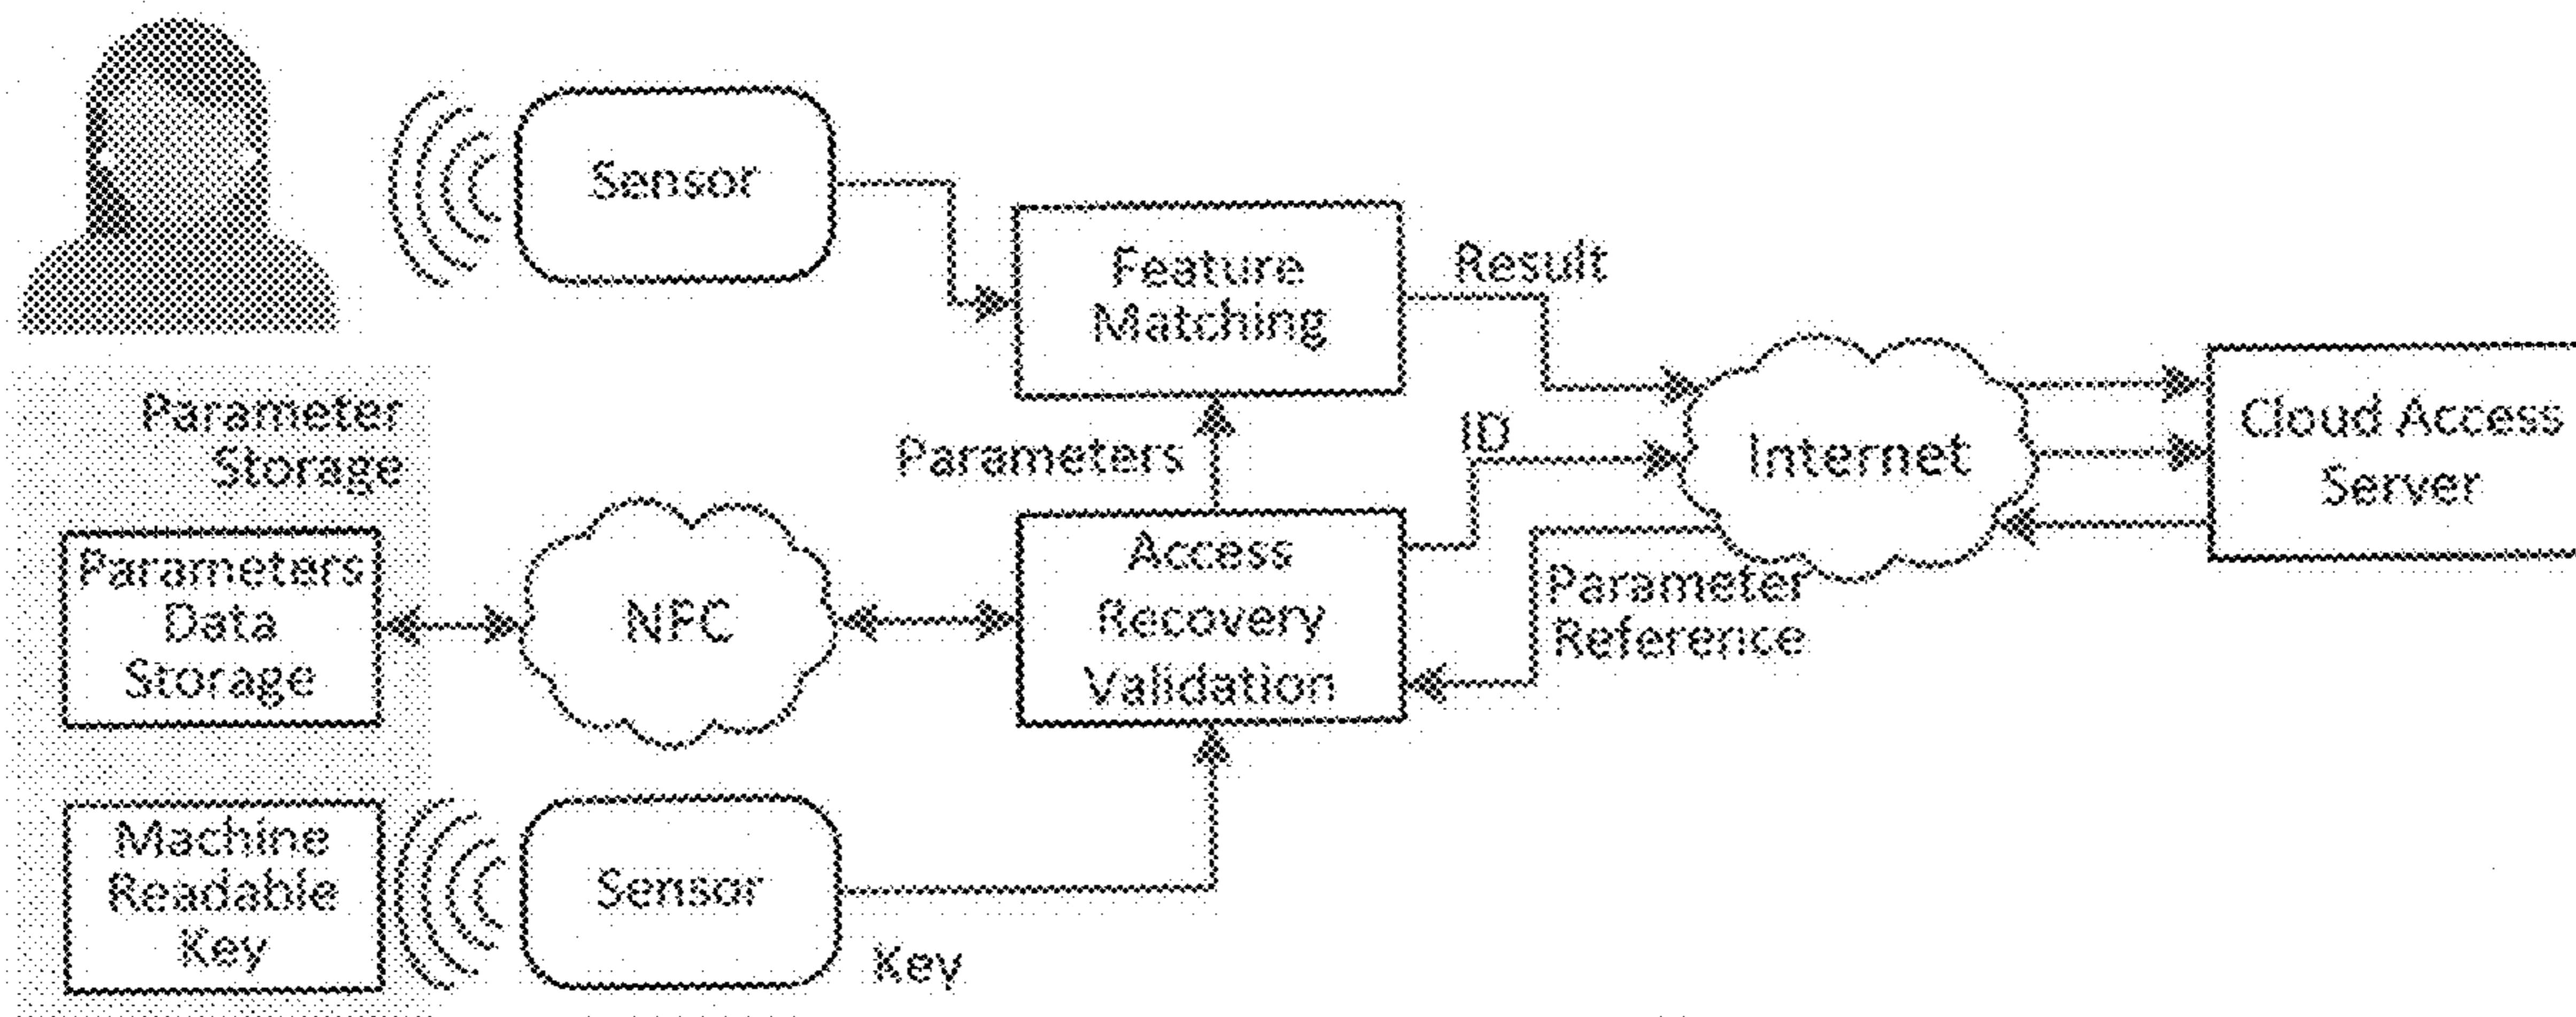 Sensor
Feature
Matching
Result
Parameter
Storage
Parameters
ID
Internet
Cloud Access
Server
Parameters
Data
Storage
NFC
Access
Recovery
Validation
Parameter
Reference
Machine
Readable
Key
Sensor
Key